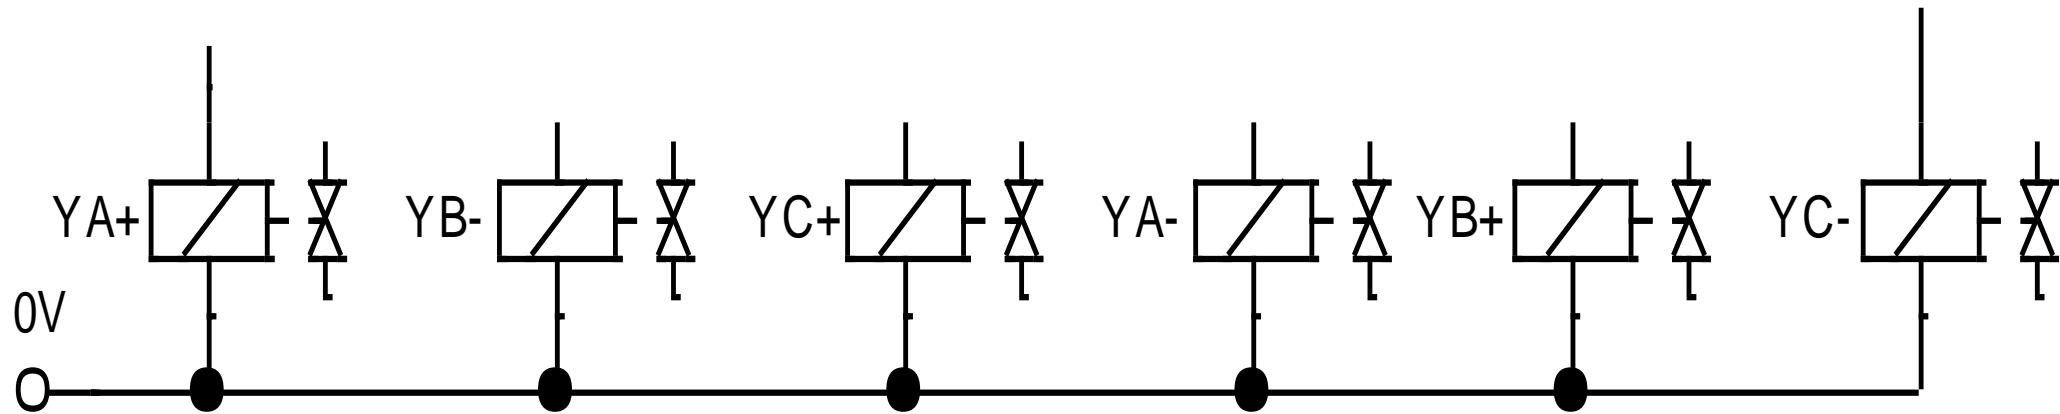 YA+ YB- YC+ YA- YB+ YC-
0V